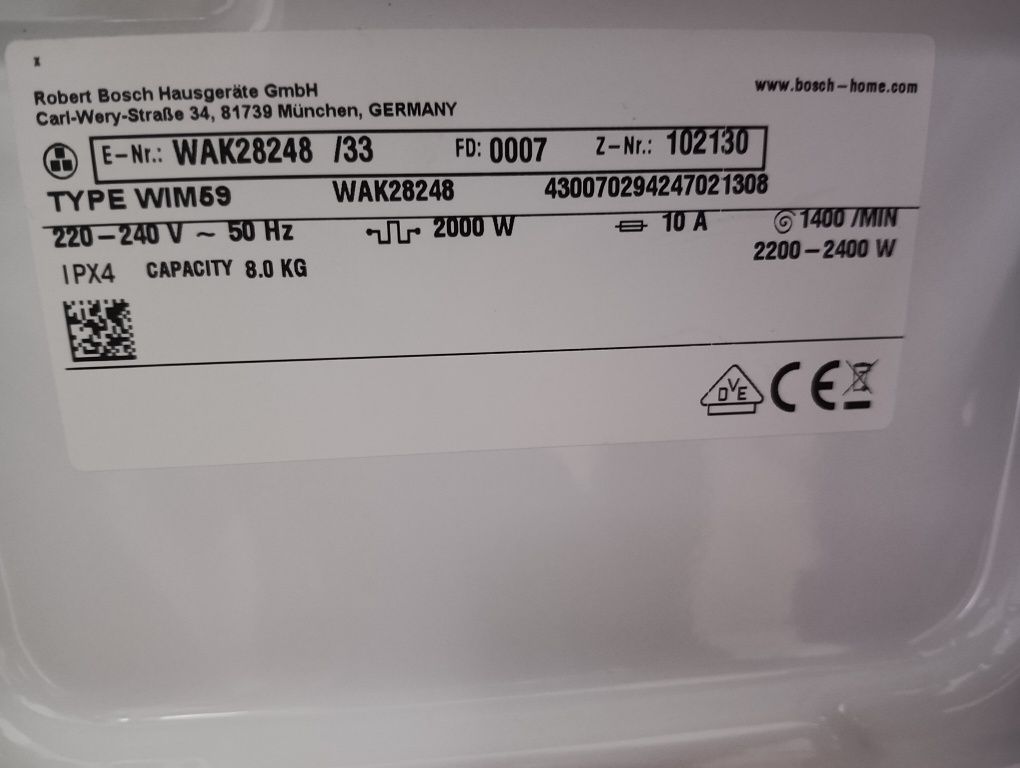 x
Robert Bosch Hausgeräte GmbH
www.bosch-home.com
Carl-Wery-Straße 34, 81739 München, GERMANY
E-Nr.: WAK28248 /33 FD: 0007 Z-Nr.: 102130
TYPE WIM59 WAK28248 430070294247021308
220-240 V ~ 50 Hz 2000 W 10 A 1400 /MIN
2200-2400 W
IPX4 CAPACITY 8.0 KG
DVE CE